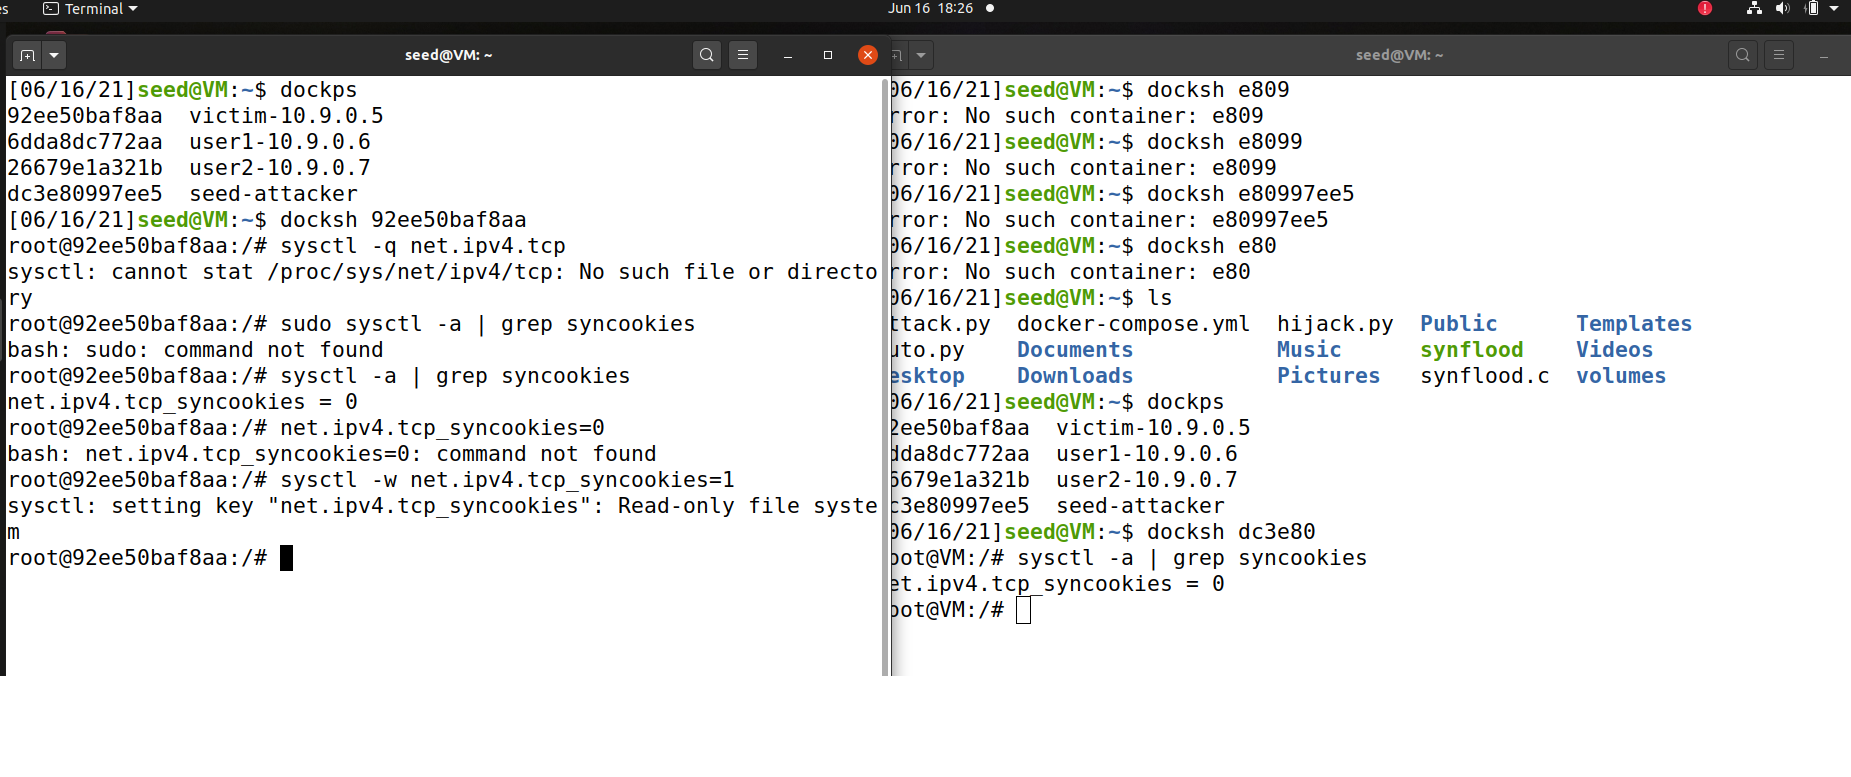 es Terminal Jun 16 18:26
seed@VM: ~
[06/16/21]seed@VM:~$ dockps
92ee50baf8aa  victim-10.9.0.5
6dda8dc772aa  user1-10.9.0.6
26679e1a321b  user2-10.9.0.7
dc3e80997ee5  seed-attacker
[06/16/21]seed@VM:~$ docksh 92ee50baf8aa
root@92ee50baf8aa:/# sysctl -q net.ipv4.tcp
sysctl: cannot stat /proc/sys/net/ipv4/tcp: No such file or directo
ry
root@92ee50baf8aa:/# sudo sysctl -a | grep syncookies
bash: sudo: command not found
root@92ee50baf8aa:/# sysctl -a | grep syncookies
net.ipv4.tcp_syncookies = 0
root@92ee50baf8aa:/# net.ipv4.tcp_syncookies=0
bash: net.ipv4.tcp_syncookies=0: command not found
root@92ee50baf8aa:/# sysctl -w net.ipv4.tcp_syncookies=1
sysctl: setting key "net.ipv4.tcp_syncookies": Read-only file syste
m
root@92ee50baf8aa:/#
seed@VM: ~
06/16/21]seed@VM:~$ docksh e809
rror: No such container: e809
06/16/21]seed@VM:~$ docksh e8099
rror: No such container: e8099
06/16/21]seed@VM:~$ docksh e80997ee5
rror: No such container: e80997ee5
06/16/21]seed@VM:~$ docksh e80
rror: No such container: e80
06/16/21]seed@VM:~$ ls
ttack.py  docker-compose.yml  hijack.py  Public      Templates
uto.py    Documents           Music      synflood    Videos
esktop    Downloads           Pictures   synflood.c  volumes
06/16/21]seed@VM:~$ dockps
2ee50baf8aa  victim-10.9.0.5
dda8dc772aa  user1-10.9.0.6
6679e1a321b  user2-10.9.0.7
c3e80997ee5  seed-attacker
06/16/21]seed@VM:~$ docksh dc3e80
oot@VM:/# sysctl -a | grep syncookies
et.ipv4.tcp_syncookies = 0
oot@VM:/#